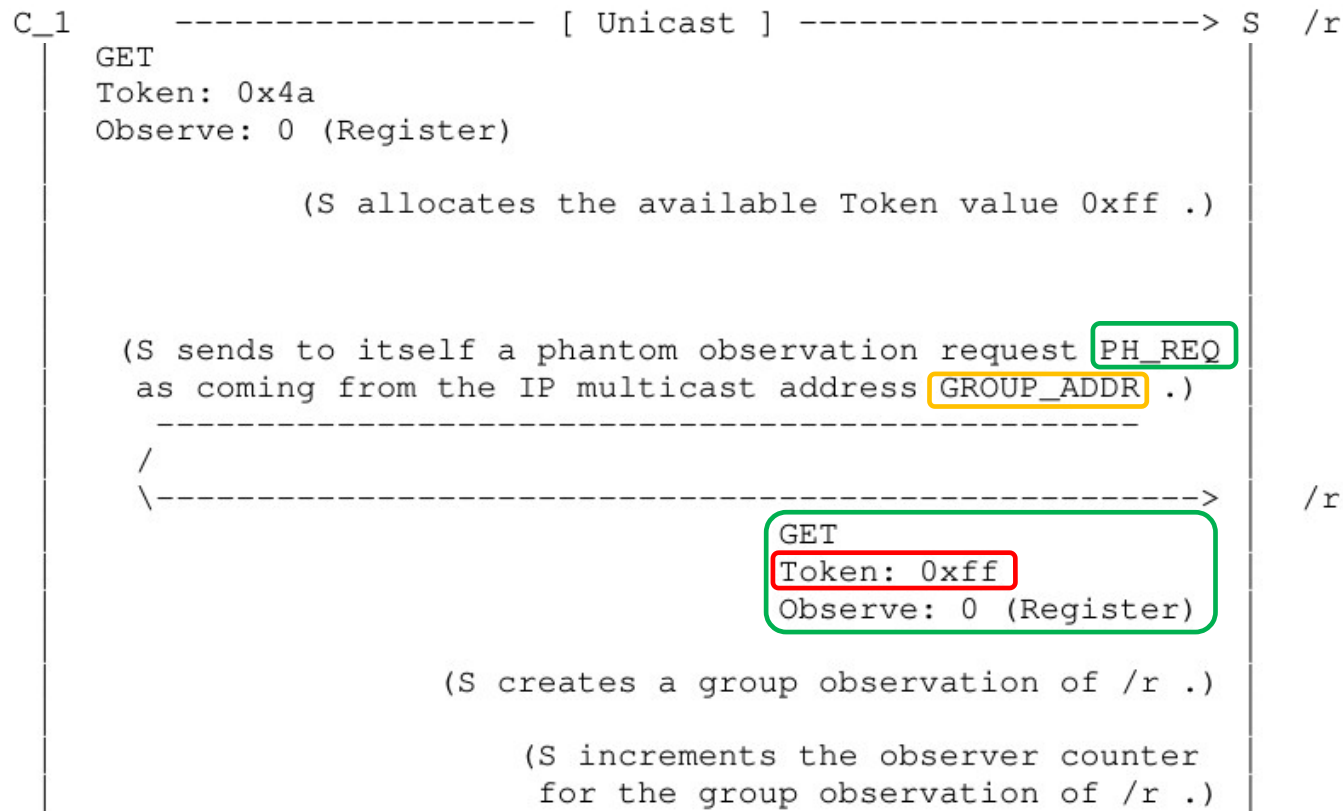 C_1 ------------------ [ Unicast ] --------------------> S /r
GET
Token: 0x4a
Observe: 0 (Register)
(S allocates the available Token value 0xff .)
(S sends to itself a phantom observation request PH_REQ
as coming from the IP multicast address GROUP_ADDR .)
-------------------------------------------------
/
\----------------------------------------------------> /r
GET
Token: 0xff
Observe: 0 (Register)
(S creates a group observation of /r .)
(S increments the observer counter
for the group observation of /r .)